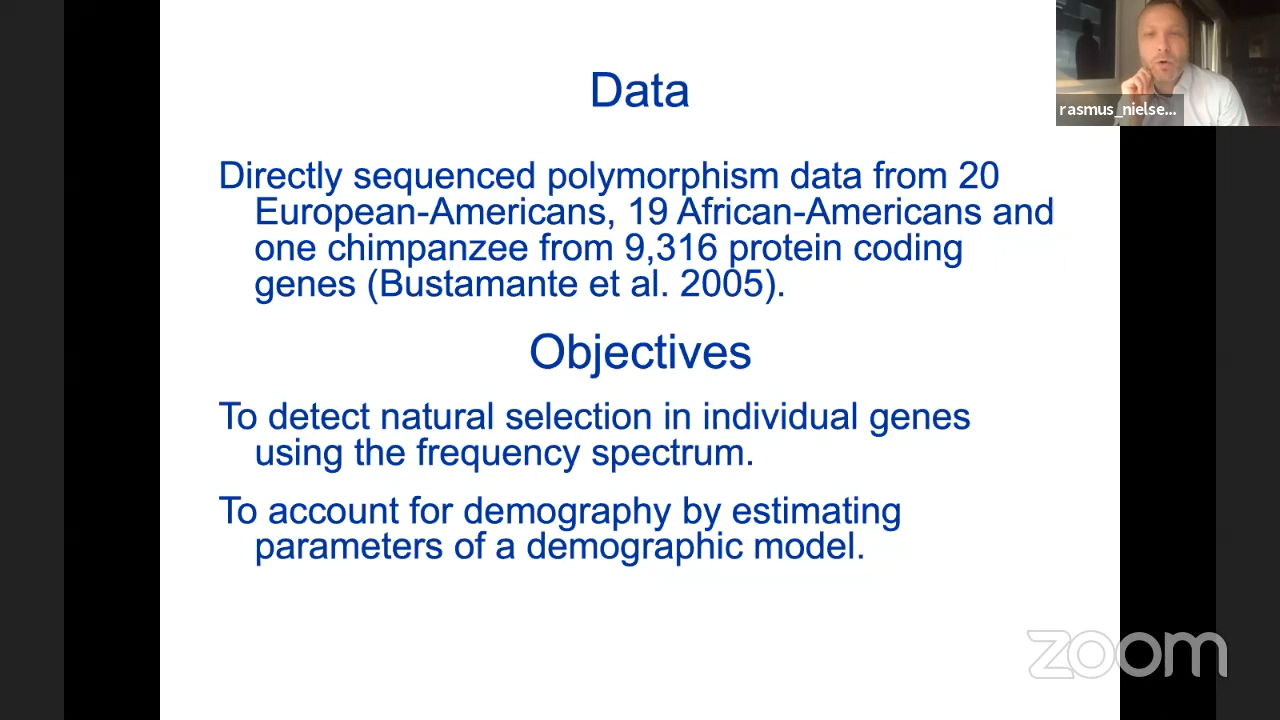 Data
rasmus_nielse...
Directly sequenced polymorphism data from 20
European-Americans, 19 African-Americans and
one chimpanzee from 9,316 protein coding
genes (Bustamante et al. 2005).
Objectives
To detect natural selection in individual genes
using the frequency spectrum.
To account for demography by estimating
parameters of a demographic model.
zoom